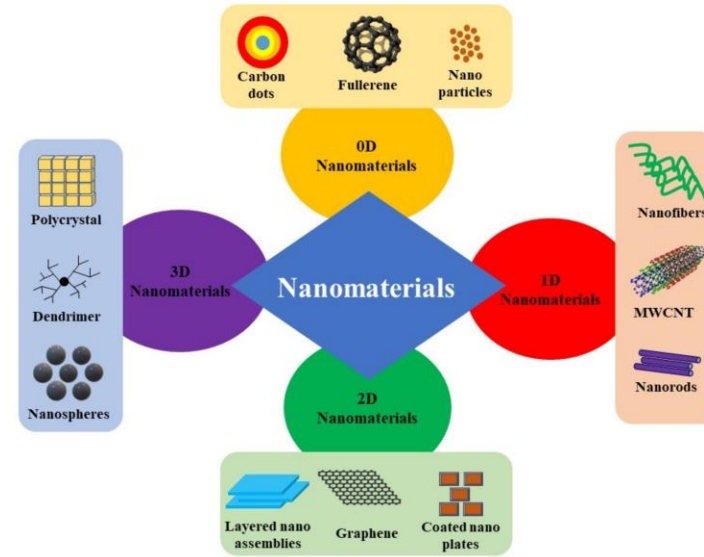 Carbon
dots
Fullerene
Nano
particles
0D
Nanomaterials
Polycrystal
Dendrimer
Nanospheres
3D
Nanomaterials
Nanomaterials
1D
Nanomaterials
Nanofibers
MWCNT
Nanorods
2D
Nanomaterials
Layered nano
assemblies
Graphene
Coated nano
plates